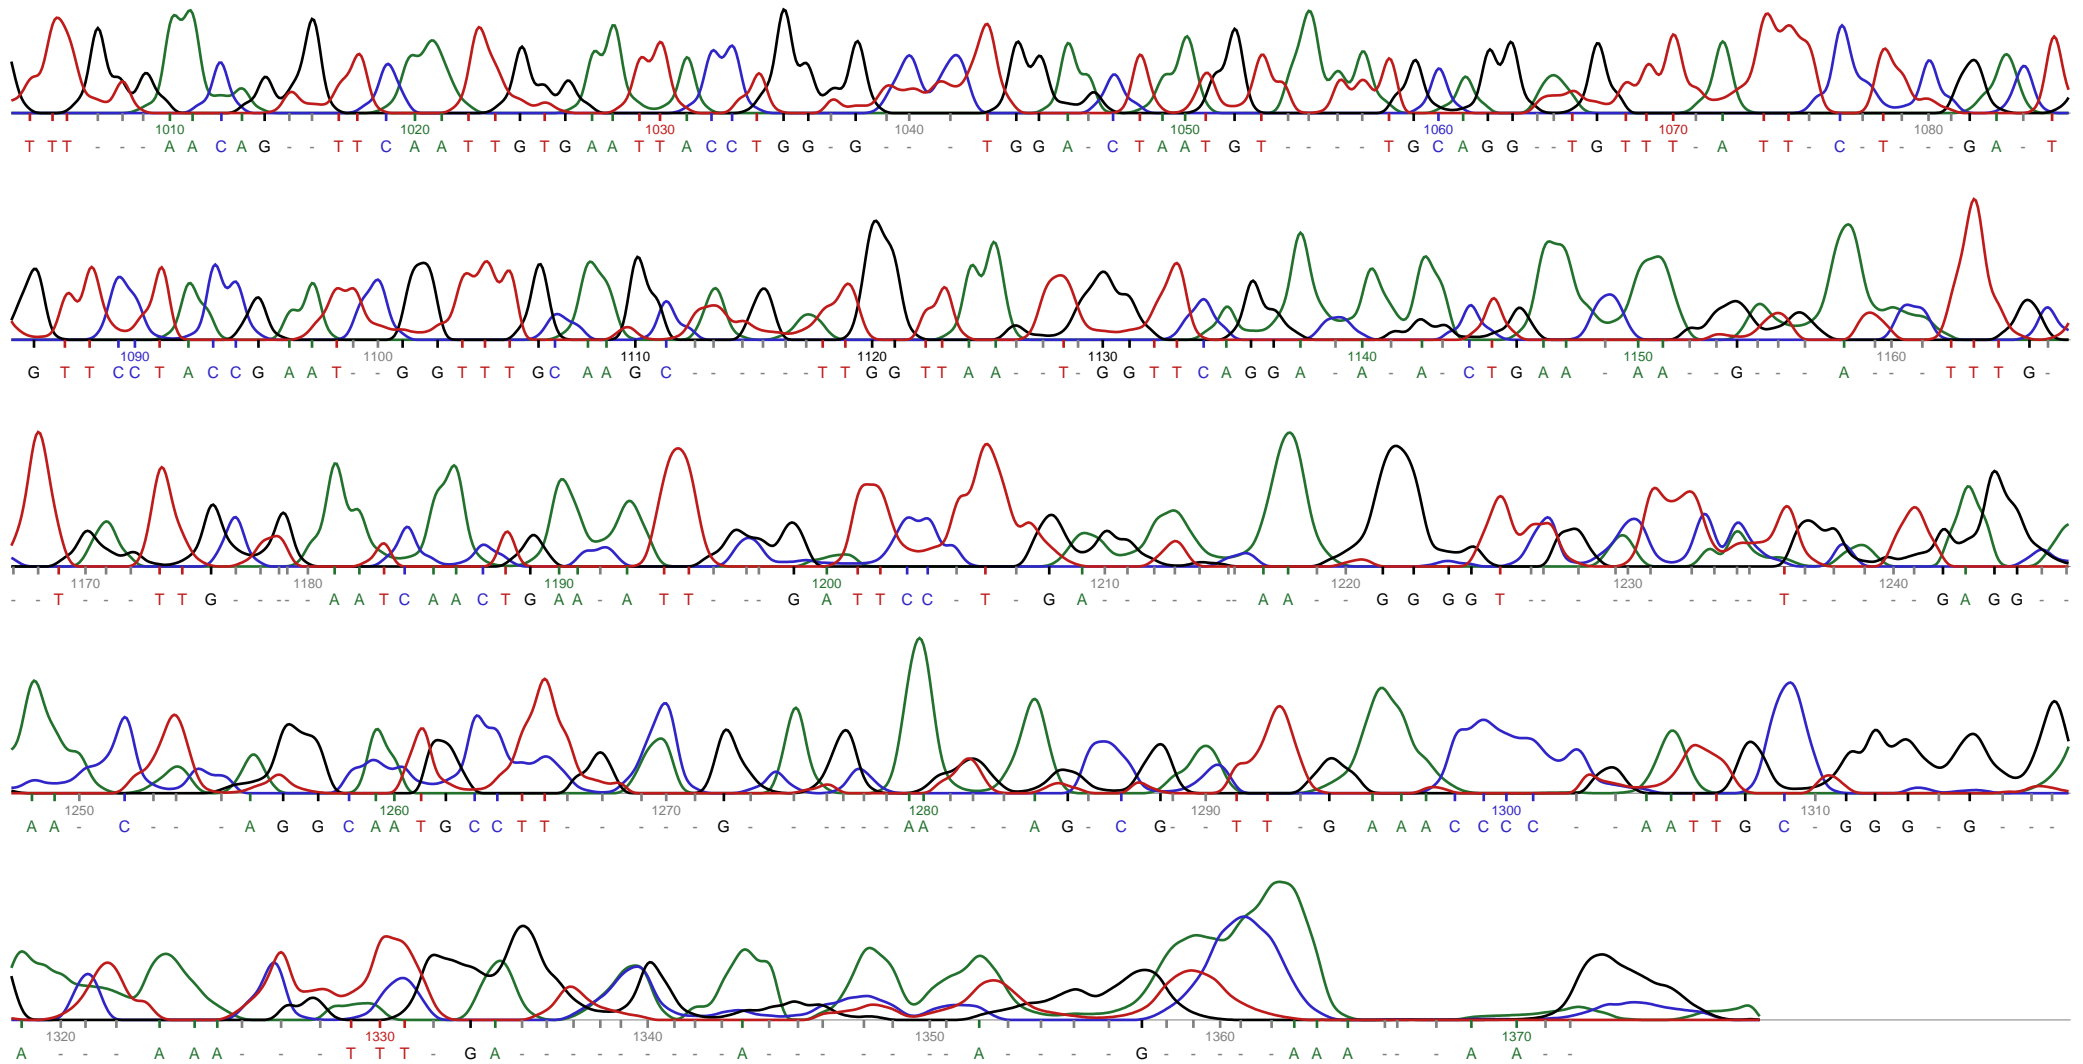 1010 1020 1030 1040 1050 1060 1070 1080
T T T - - - A A C A G - - T T C A A T T G T G A A T T A C C T G G - G - - - T G G A - C T A A T G T - - - - T G C A G G - - T G T T T - A T T - C - T - - - G A - T
1090 1100 1110 1120 1130 1140 1150 1160
G T T C C T A C C G A A T - - G G T T T G C A A G C - - - - - - T T G G T T A A - - T - G G T T C A G G A - A - A - C T G A A - A A - - G - - - A - - - T T T G -
1170 1180 1190 1200 1210 1220 1230 1240
- - T - - - T T G - - - - A A T C A A C T G A A - A T T - - - G A T T C C - T - G A - - - - - - A A - - G G G G T - - - - - - - - - T - - - - - G A G G - -
1250 1260 1270 1280 1290 1300 1310
A A - C - - - A G G C A A T G C C T T - - - - - G - - - - - - A A - - - A G - C G - - T T - G A A A C C C C - - A A T T G C - G G G - G - - - -
1320 1330 1340 1350 1360 1370
A - - - A A A - - - - T T T - G A - - - - - - - - A - - - - - - A - - - G - - - - - A A A - - - A A - -